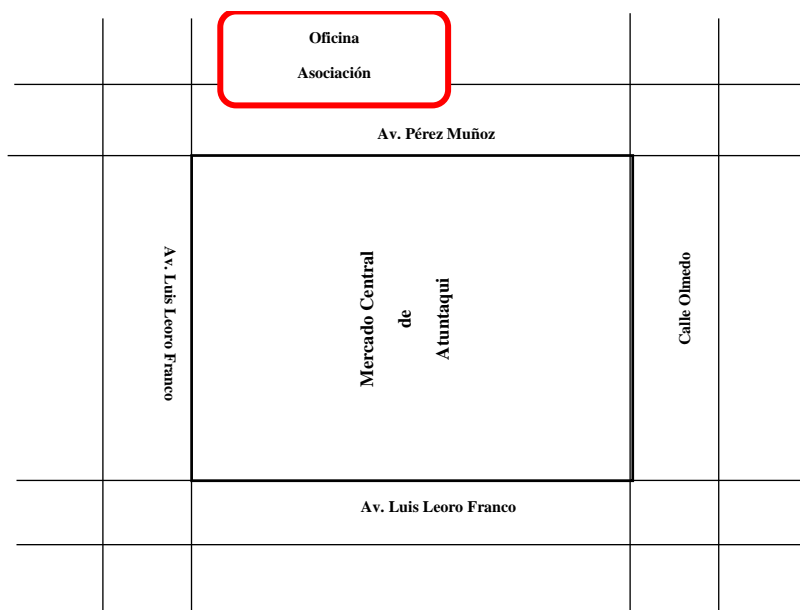 Oficina
Asociación
Av. Pérez Muñoz
Av. Luis Leoro Franco
Mercado Central
de
Atuntaqui
Calle Olmedo
Av. Luis Leoro Franco